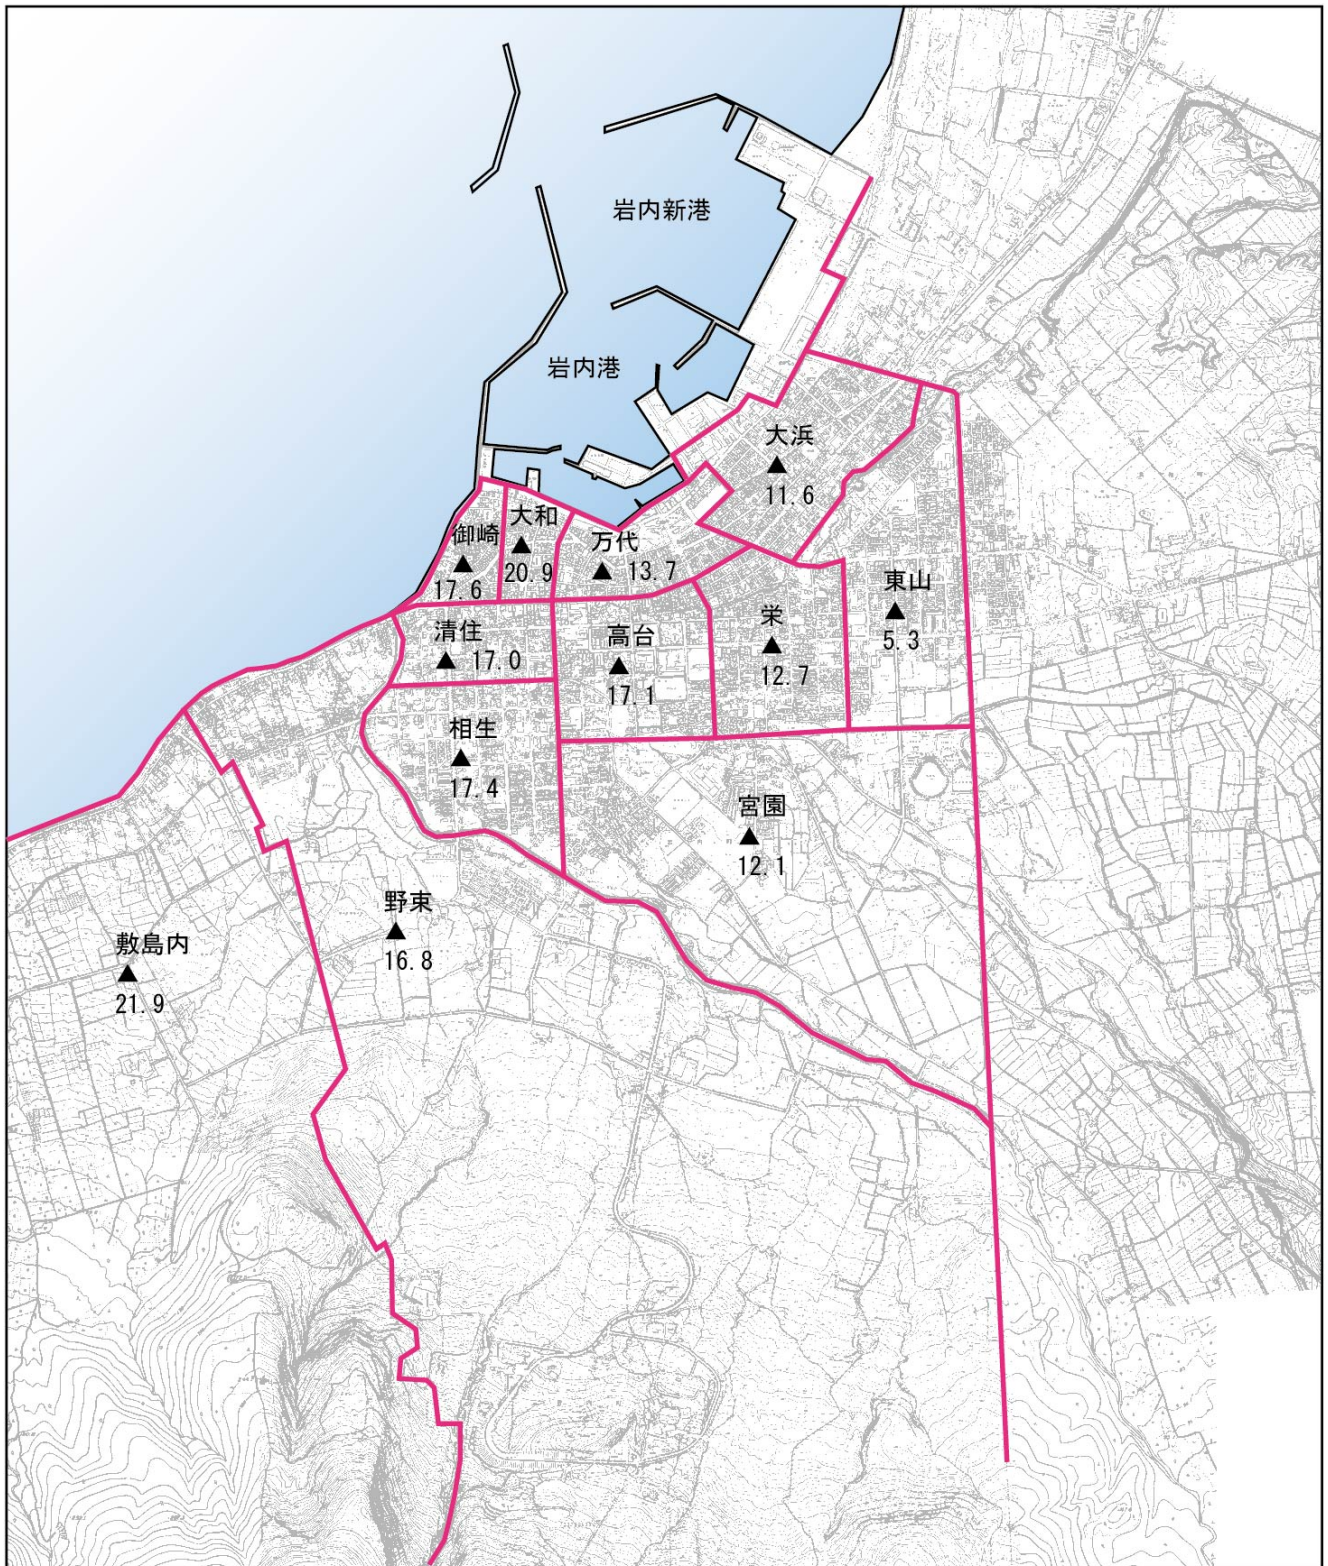 岩内新港
岩内港
大浜
▲
11.6
大和
▲
20.9
御崎
▲
17.6
万代
▲ 13.7
東山
▲
5.3
栄
▲
12.7
高台
▲
17.1
清住
▲ 17.0
相生
▲
17.4
宮園
▲
12.1
野束
▲
16.8
敷島内
▲
21.9